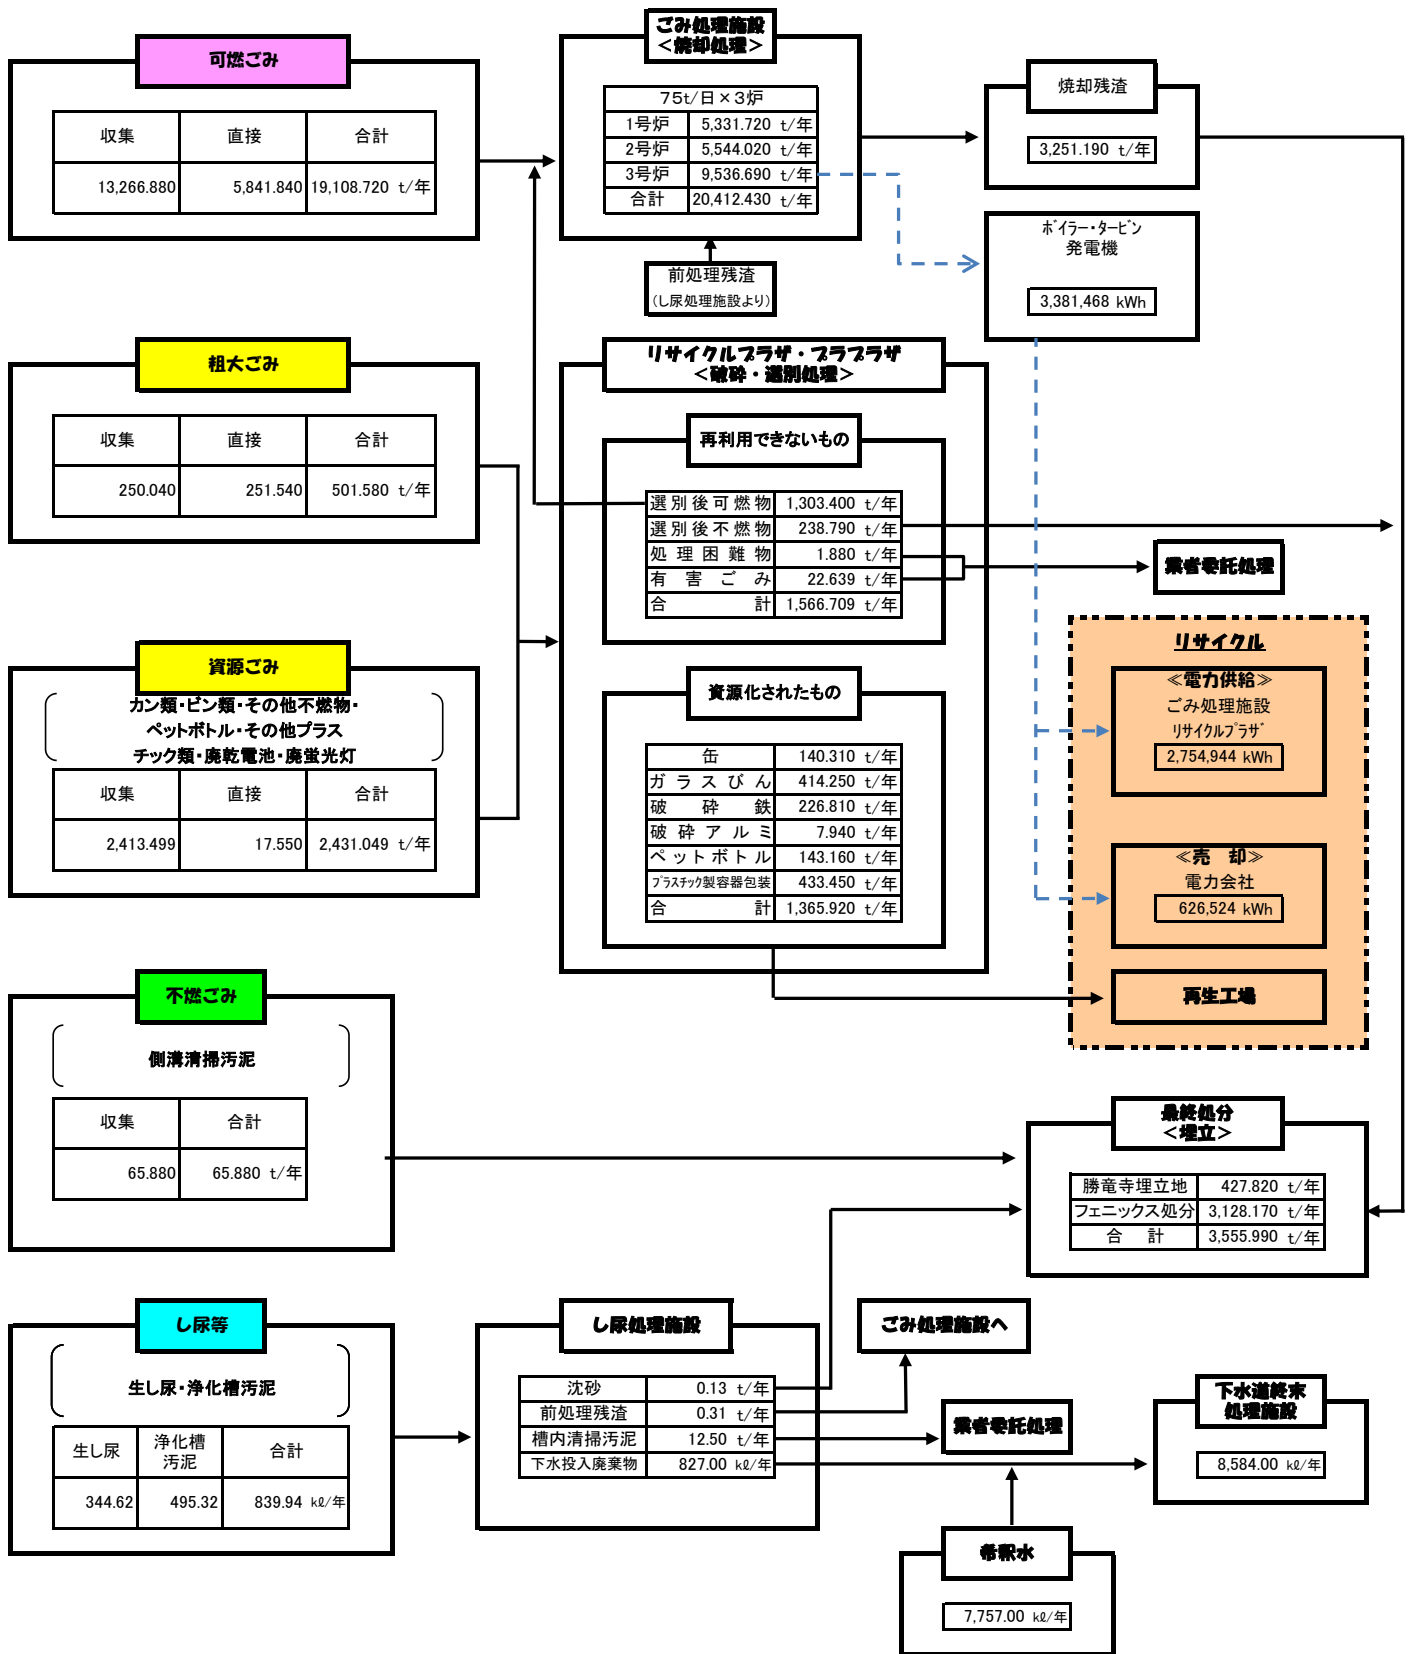 可燃ごみ
収集 直接 合計
13,266.880 5,841.840 19,108.720 t/年
ごみ処理施設
＜焼却処理＞
75t/日×3炉
1号炉 5,331.720 t/年
2号炉 5,544.020 t/年
3号炉 9,536.690 t/年
合計 20,412.430 t/年
前処理残渣
(し尿処理施設より)
焼却残渣
3,251.190 t/年
ボイラー・タービン
発電機
3,381,468 kWh
粗大ごみ
収集 直接 合計
250.040 251.540 501.580 t/年
リサイクルプラザ・プラプラザ
＜破砕・選別処理＞
再利用できないもの
選別後可燃物 1,303.400 t/年
選別後不燃物 238.790 t/年
処理困難物 1.880 t/年
有害ごみ 22.639 t/年
合計 1,566.709 t/年
業者委託処理
資源ごみ
カン類・ビン類・その他不燃物・
ペットボトル・その他プラス
チック類・廃乾電池・廃蛍光灯
収集 直接 合計
2,413.499 17.550 2,431.049 t/年
資源化されたもの
缶 140.310 t/年
ガラスびん 414.250 t/年
破砕鉄 226.810 t/年
破砕アルミ 7.940 t/年
ペットボトル 143.160 t/年
プラスチック製容器包装 433.450 t/年
合計 1,365.920 t/年
リサイクル
≪電力供給≫
ごみ処理施設
リサイクルプラザ
2,754,944 kWh
≪売 却≫
電力会社
626,524 kWh
再生工場
不燃ごみ
側溝清掃汚泥
収集 合計
65.880 65.880 t/年
最終処分
＜埋立＞
勝竜寺埋立地 427.820 t/年
フェニックス処分 3,128.170 t/年
合 計 3,555.990 t/年
し尿等
生し尿・浄化槽汚泥
生し尿 浄化槽汚泥 合計
344.62 495.32 839.94 kℓ/年
し尿処理施設
沈砂 0.13 t/年
前処理残渣 0.31 t/年
槽内清掃汚泥 12.50 t/年
下水投入廃棄物 827.00 kℓ/年
ごみ処理施設へ
業者委託処理
下水道終末
処理施設
8,584.00 kℓ/年
希釈水
7,757.00 kℓ/年